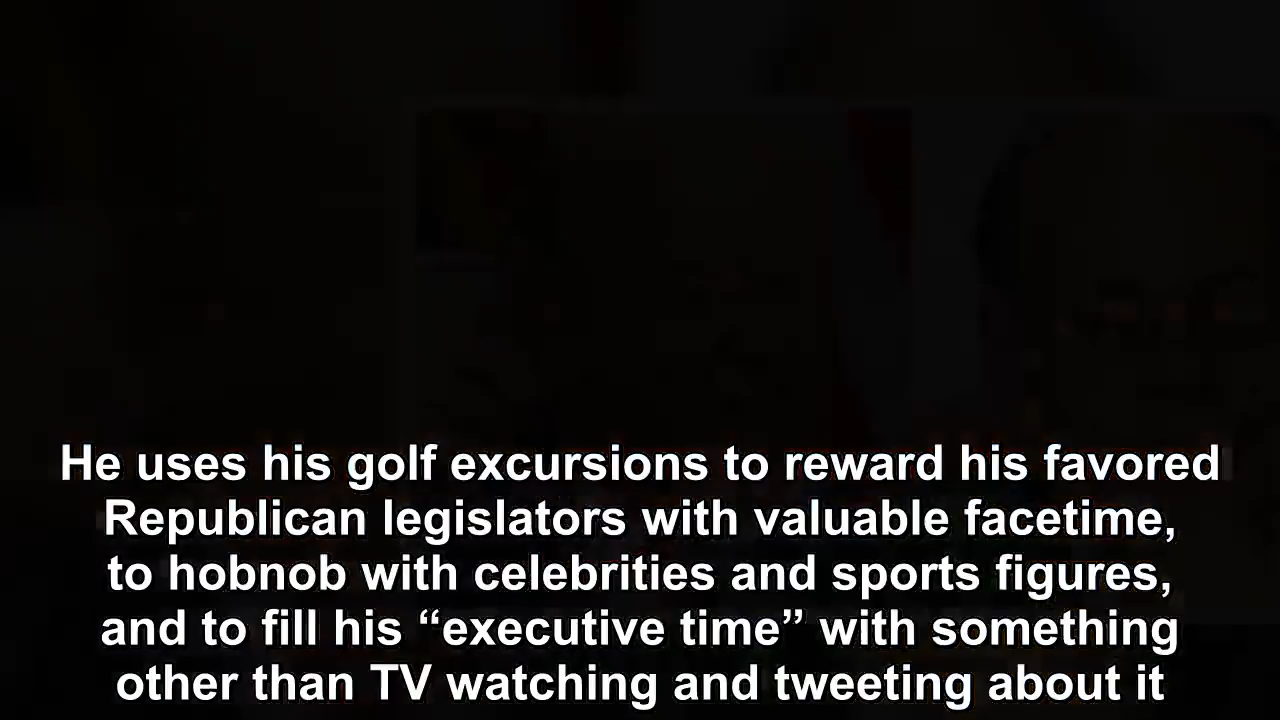 He uses his golf excursions to reward his favored
Republican legislators with valuable facetime,
to hobnob with celebrities and sports figures,
and to fill his “executive time” with something
other than TV watching and tweeting about it